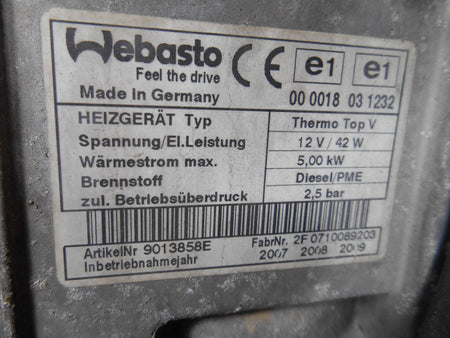 Webasto
Feel the drive
CE e1 e1
Made in Germany 00 0018 03 1232
HEIZGERÄT Typ Thermo Top V
Spannung/El.Leistung 12 V / 42 W
Wärmestrom max. 5,00 kW
Brennstoff Diesel/PME
zul. Betriebsüberdruck 2,5 bar
ArtikelNr 9013858E FabrNr. 2F 0710089203
Inbetriebnahmejahr 2007 2008 2009